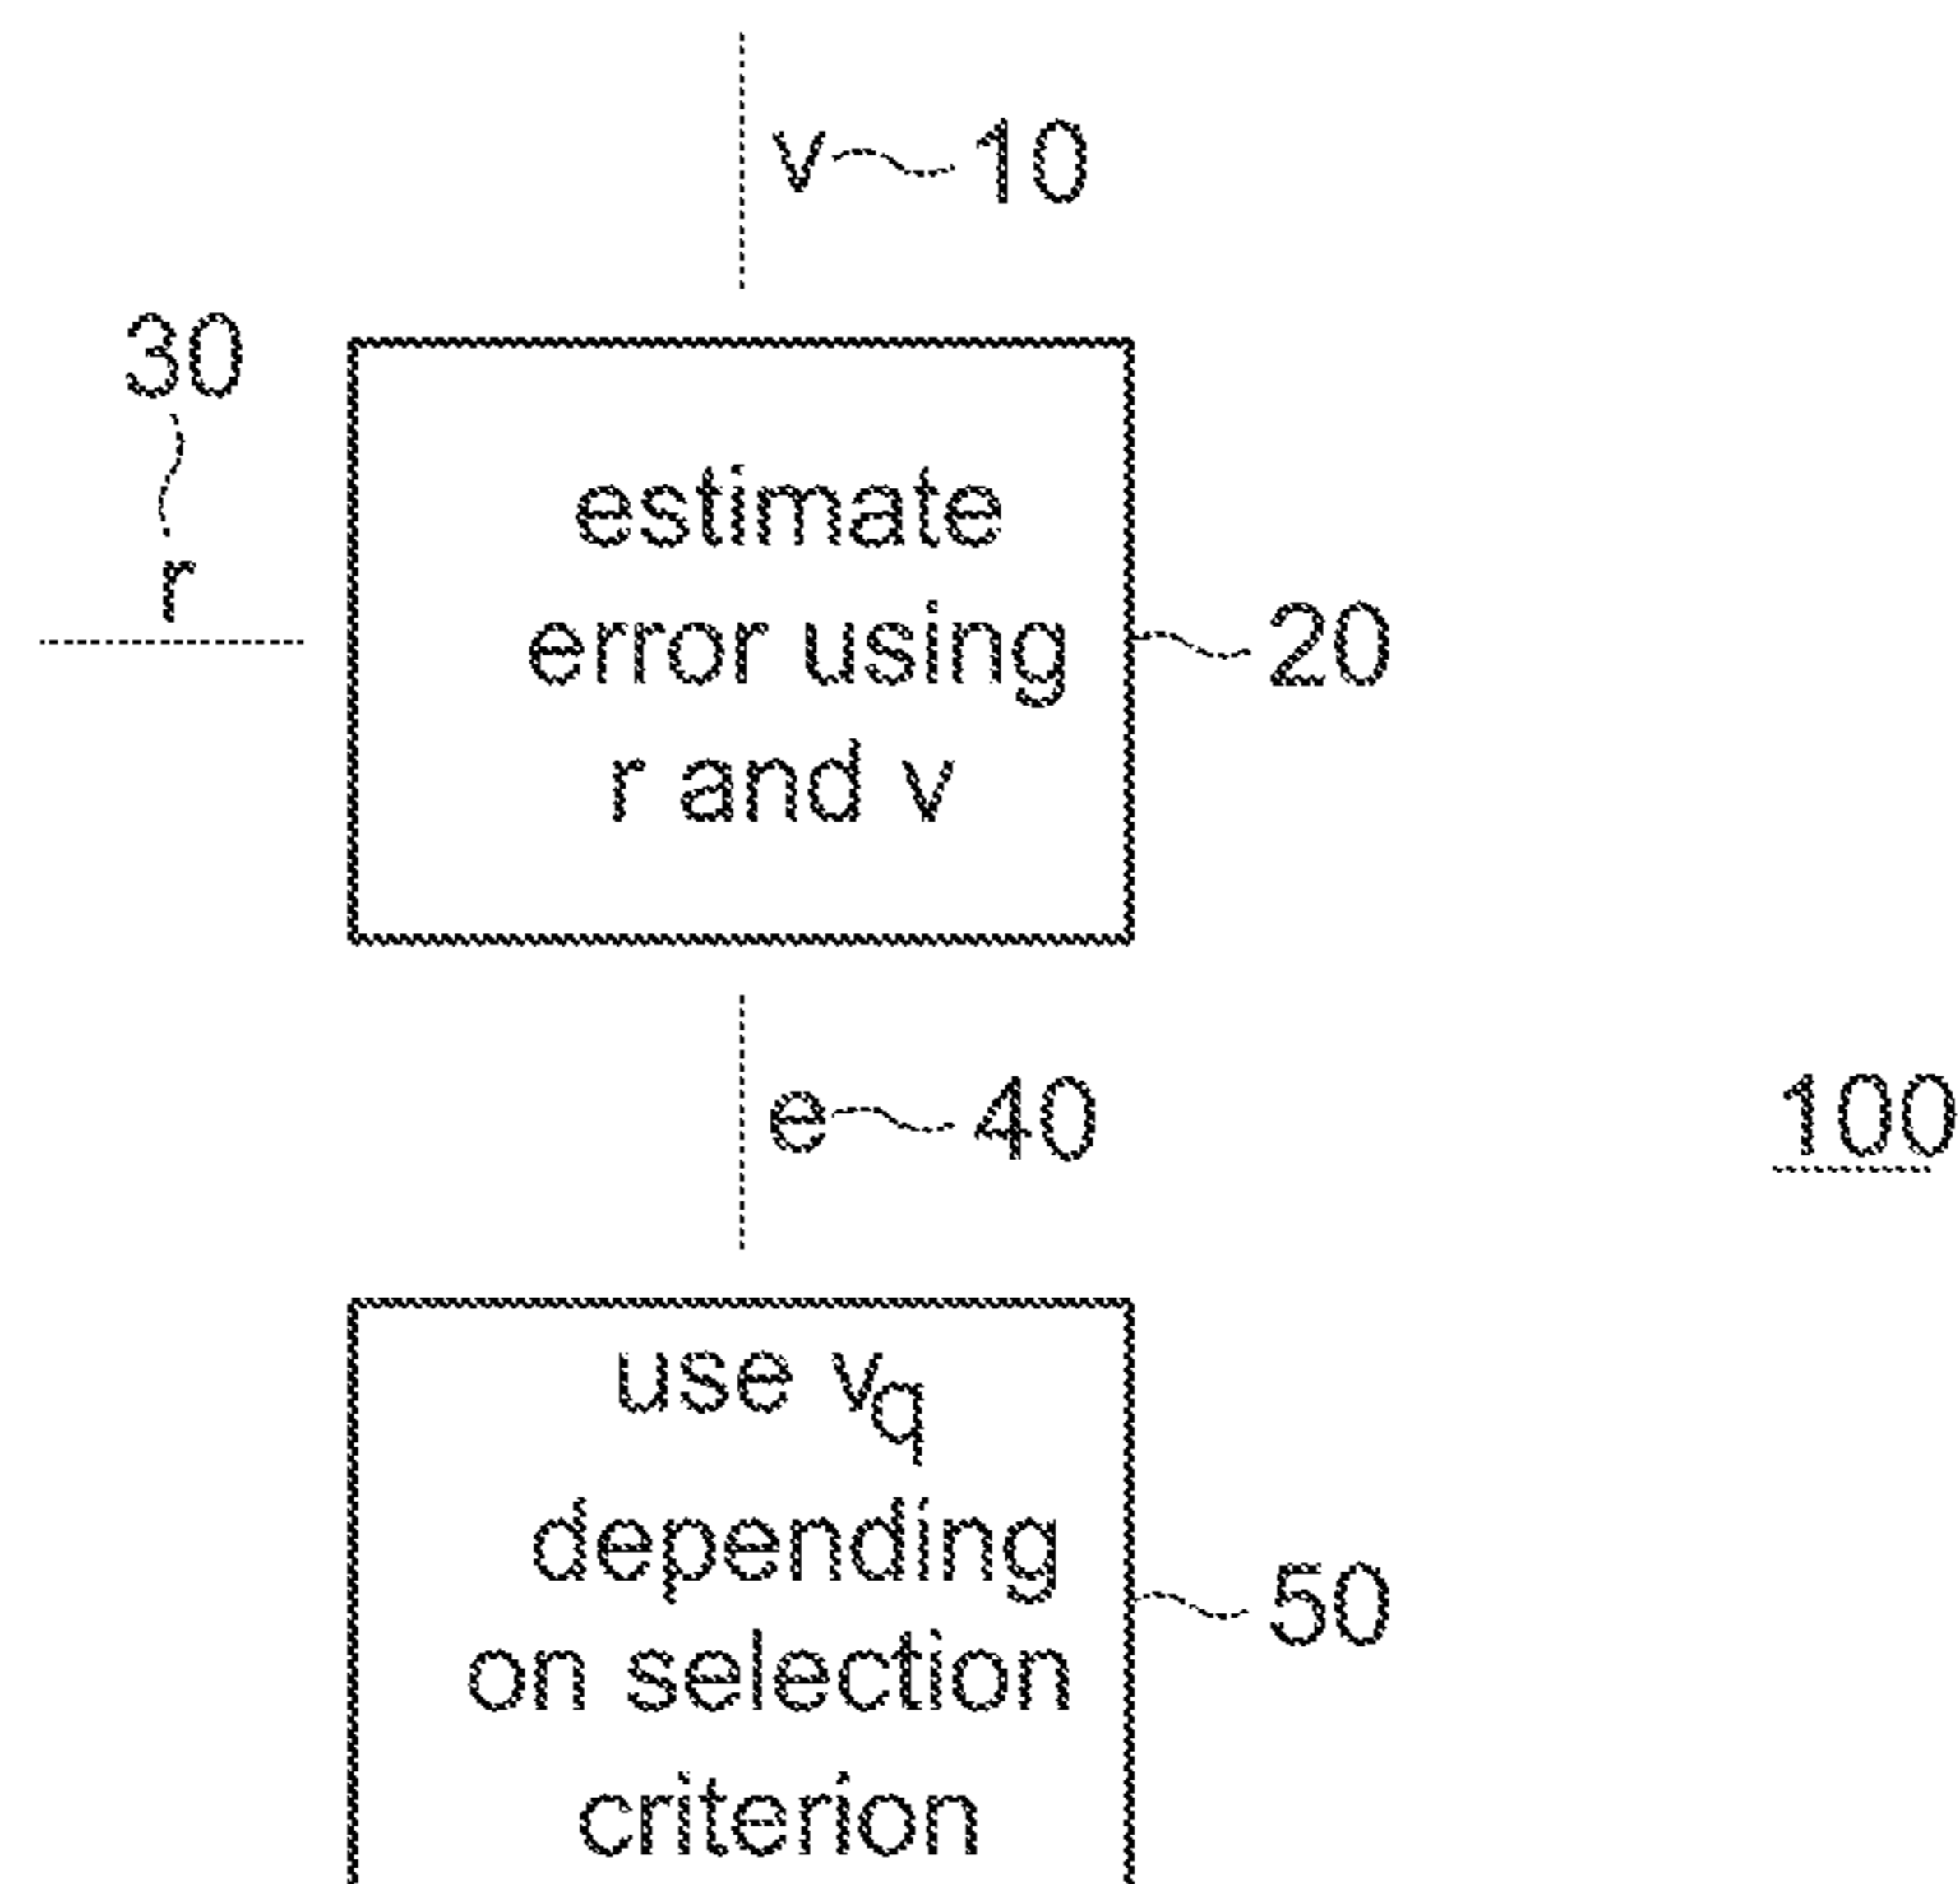 v 10
30
r
estimate
error using
r and v
20
e 40
100
use vq
depending
on selection
criterion
50